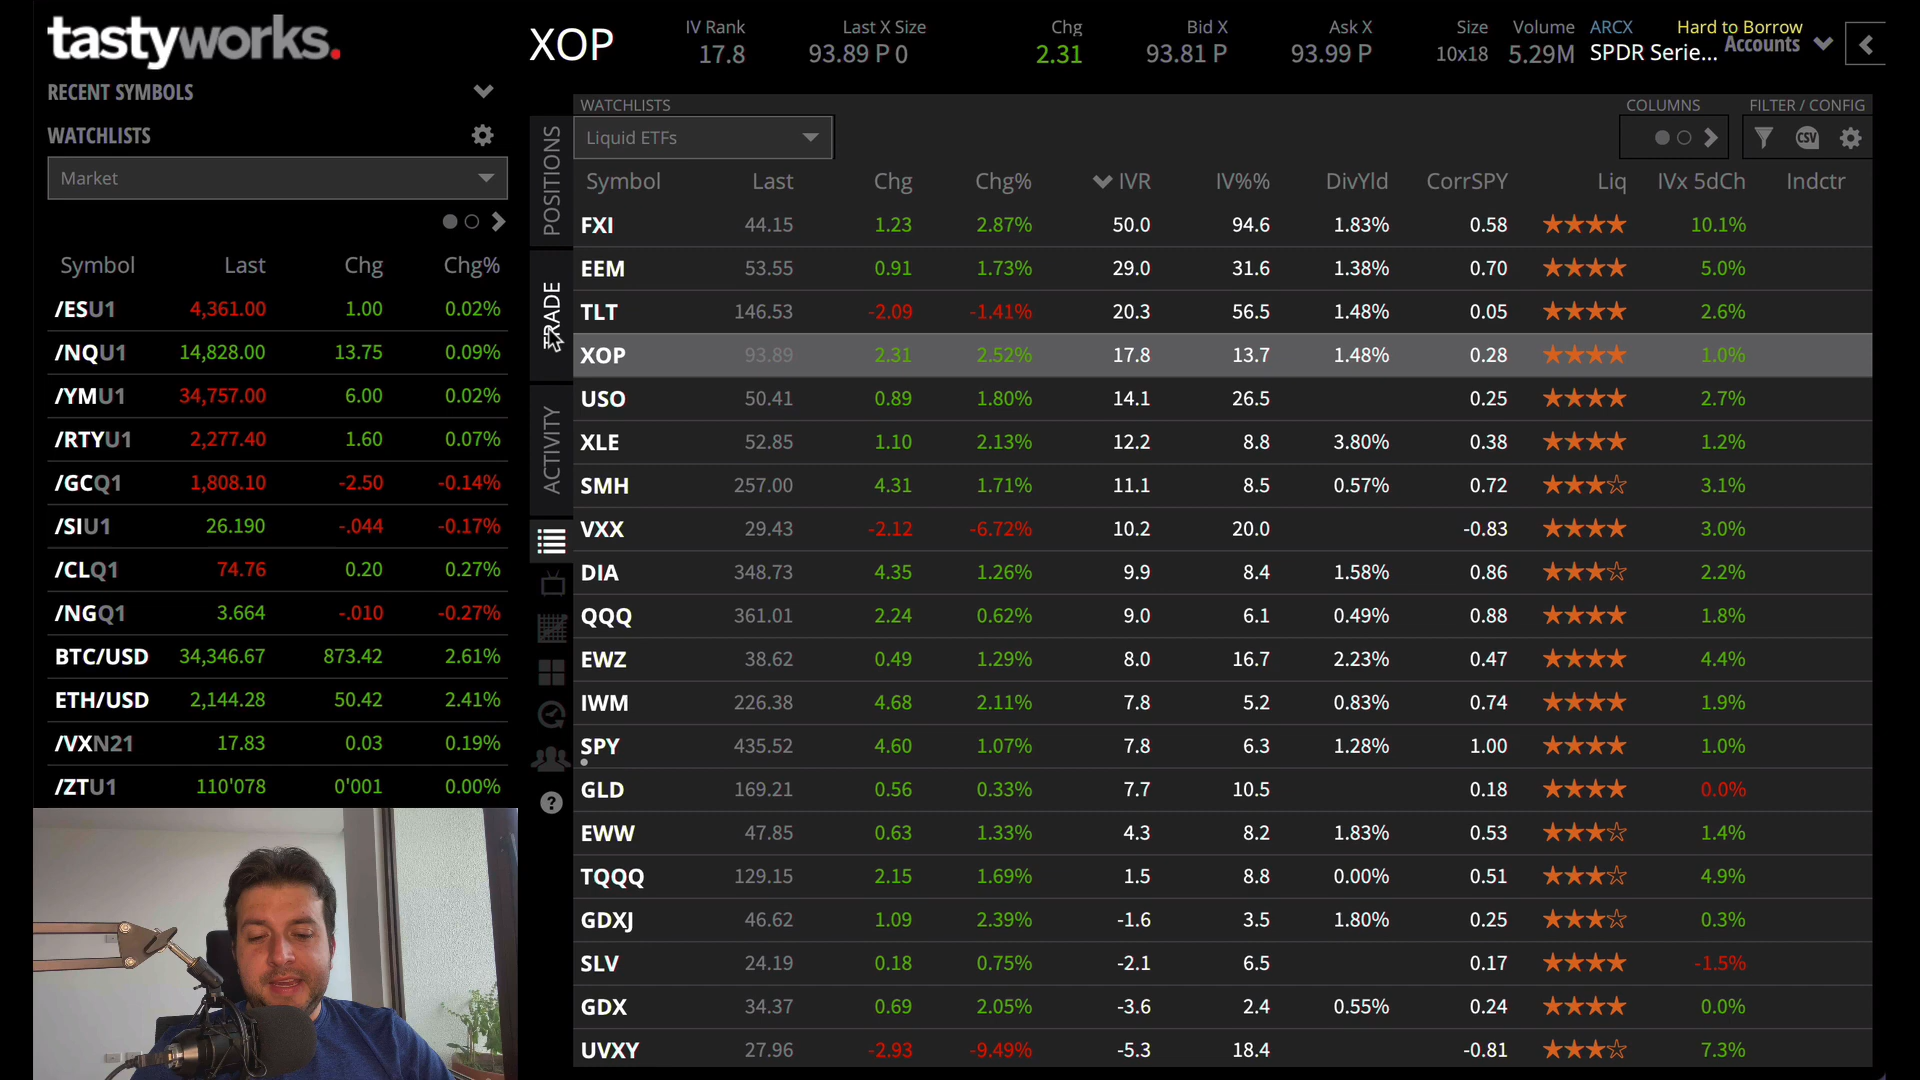 tastyworks.
RECENT SYMBOLS
WATCHLISTS
Market
Symbol Last Chg Chg%
/ESU1 4,361.00 1.00 0.02%
/NQU1 14,828.00 13.75 0.09%
/YMU1 34,757.00 6.00 0.02%
/RTYU1 2,277.40 1.60 0.07%
/GCQ1 1,808.10 -2.50 -0.14%
/SIU1 26.190 -.044 -0.17%
/CLQ1 74.76 0.20 0.27%
/NGQ1 3.664 -.010 -0.27%
BTC/USD 34,346.67 873.42 2.61%
ETH/USD 2,144.28 50.42 2.41%
/VXN21 17.83 0.03 0.19%
/ZTU1 110'078 0'001 0.00%
XOP
IV Rank Last X Size Chg Bid X Ask X Size Volume ARCX Hard to Borrow
17.8 93.89 P 0 2.31 93.81 P 93.99 P 10x18 5.29M SPDR Serie... Accounts
POSITIONS
TRADE
ACTIVITY
?
WATCHLISTS COLUMNS FILTER / CONFIG
Liquid ETFs CSV
Symbol Last Chg Chg% IVR IV%% DivYld CorrSPY Liq IVx 5dCh Indctr
FXI 44.15 1.23 2.87% 50.0 94.6 1.83% 0.58 10.1%
EEM 53.55 0.91 1.73% 29.0 31.6 1.38% 0.70 5.0%
TLT 146.53 -2.09 -1.41% 20.3 56.5 1.48% 0.05 2.6%
XOP 93.89 2.31 2.52% 17.8 13.7 1.48% 0.28 1.0%
USO 50.41 0.89 1.80% 14.1 26.5 0.25 2.7%
XLE 52.85 1.10 2.13% 12.2 8.8 3.80% 0.38 1.2%
SMH 257.00 4.31 1.71% 11.1 8.5 0.57% 0.72 3.1%
VXX 29.43 -2.12 -6.72% 10.2 20.0 -0.83 3.0%
DIA 348.73 4.35 1.26% 9.9 8.4 1.58% 0.86 2.2%
QQQ 361.01 2.24 0.62% 9.0 6.1 0.49% 0.88 1.8%
EWZ 38.62 0.49 1.29% 8.0 16.7 2.23% 0.47 4.4%
IWM 226.38 4.68 2.11% 7.8 5.2 0.83% 0.74 1.9%
SPY 435.52 4.60 1.07% 7.8 6.3 1.28% 1.00 1.0%
GLD 169.21 0.56 0.33% 7.7 10.5 0.18 0.0%
EWW 47.85 0.63 1.33% 4.3 8.2 1.83% 0.53 1.4%
TQQQ 129.15 2.15 1.69% 1.5 8.8 0.00% 0.51 4.9%
GDXJ 46.62 1.09 2.39% -1.6 3.5 1.80% 0.25 0.3%
SLV 24.19 0.18 0.75% -2.1 6.5 0.17 -1.5%
GDX 34.37 0.69 2.05% -3.6 2.4 0.55% 0.24 0.0%
UVXY 27.96 -2.93 -9.49% -5.3 18.4 -0.81 7.3%